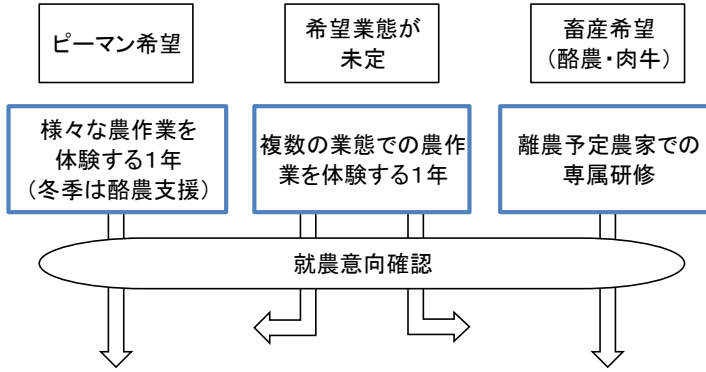 ピーマン希望
希望業態が
未定
畜産希望
(酪農・肉牛)
様々な農作業を
体験する1年
(冬季は酪農支援)
複数の業態での農作
業を体験する1年
離農予定農家での
専属研修
就農意向確認